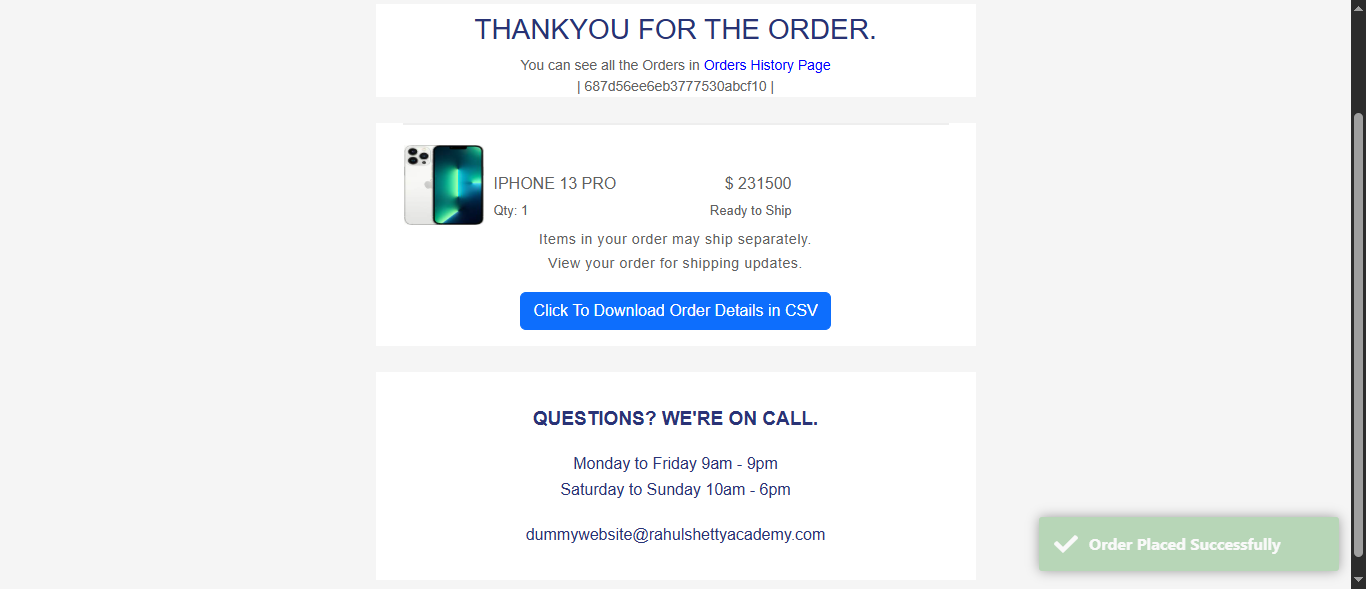 THANKYOU FOR THE ORDER.
You can see all the Orders in Orders History Page
| 687d56ee6eb3777530abcf10 |
IPHONE 13 PRO $ 231500
Qty: 1 Ready to Ship
Items in your order may ship separately.
View your order for shipping updates.
Click To Download Order Details in CSV
QUESTIONS? WE'RE ON CALL.
Monday to Friday 9am - 9pm
Saturday to Sunday 10am - 6pm
dummywebsite@rahulshettyacademy.com
Order Placed Successfully